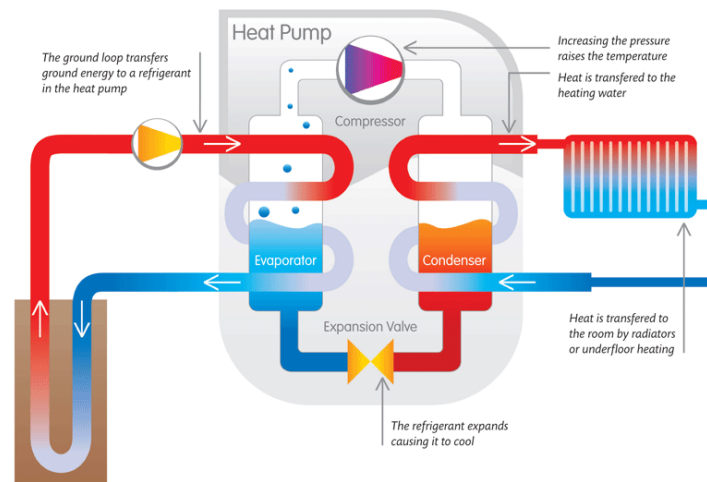 Heat Pump
The ground loop transfers
ground energy to a refrigerant
in the heat pump
Increasing the pressure
raises the temperature
Heat is transfered to the
heating water
Compressor
Evaporator
Condenser
Expansion Valve
Heat is transfered to
the room by radiators
or underfloor heating
The refrigerant expands
causing it to cool